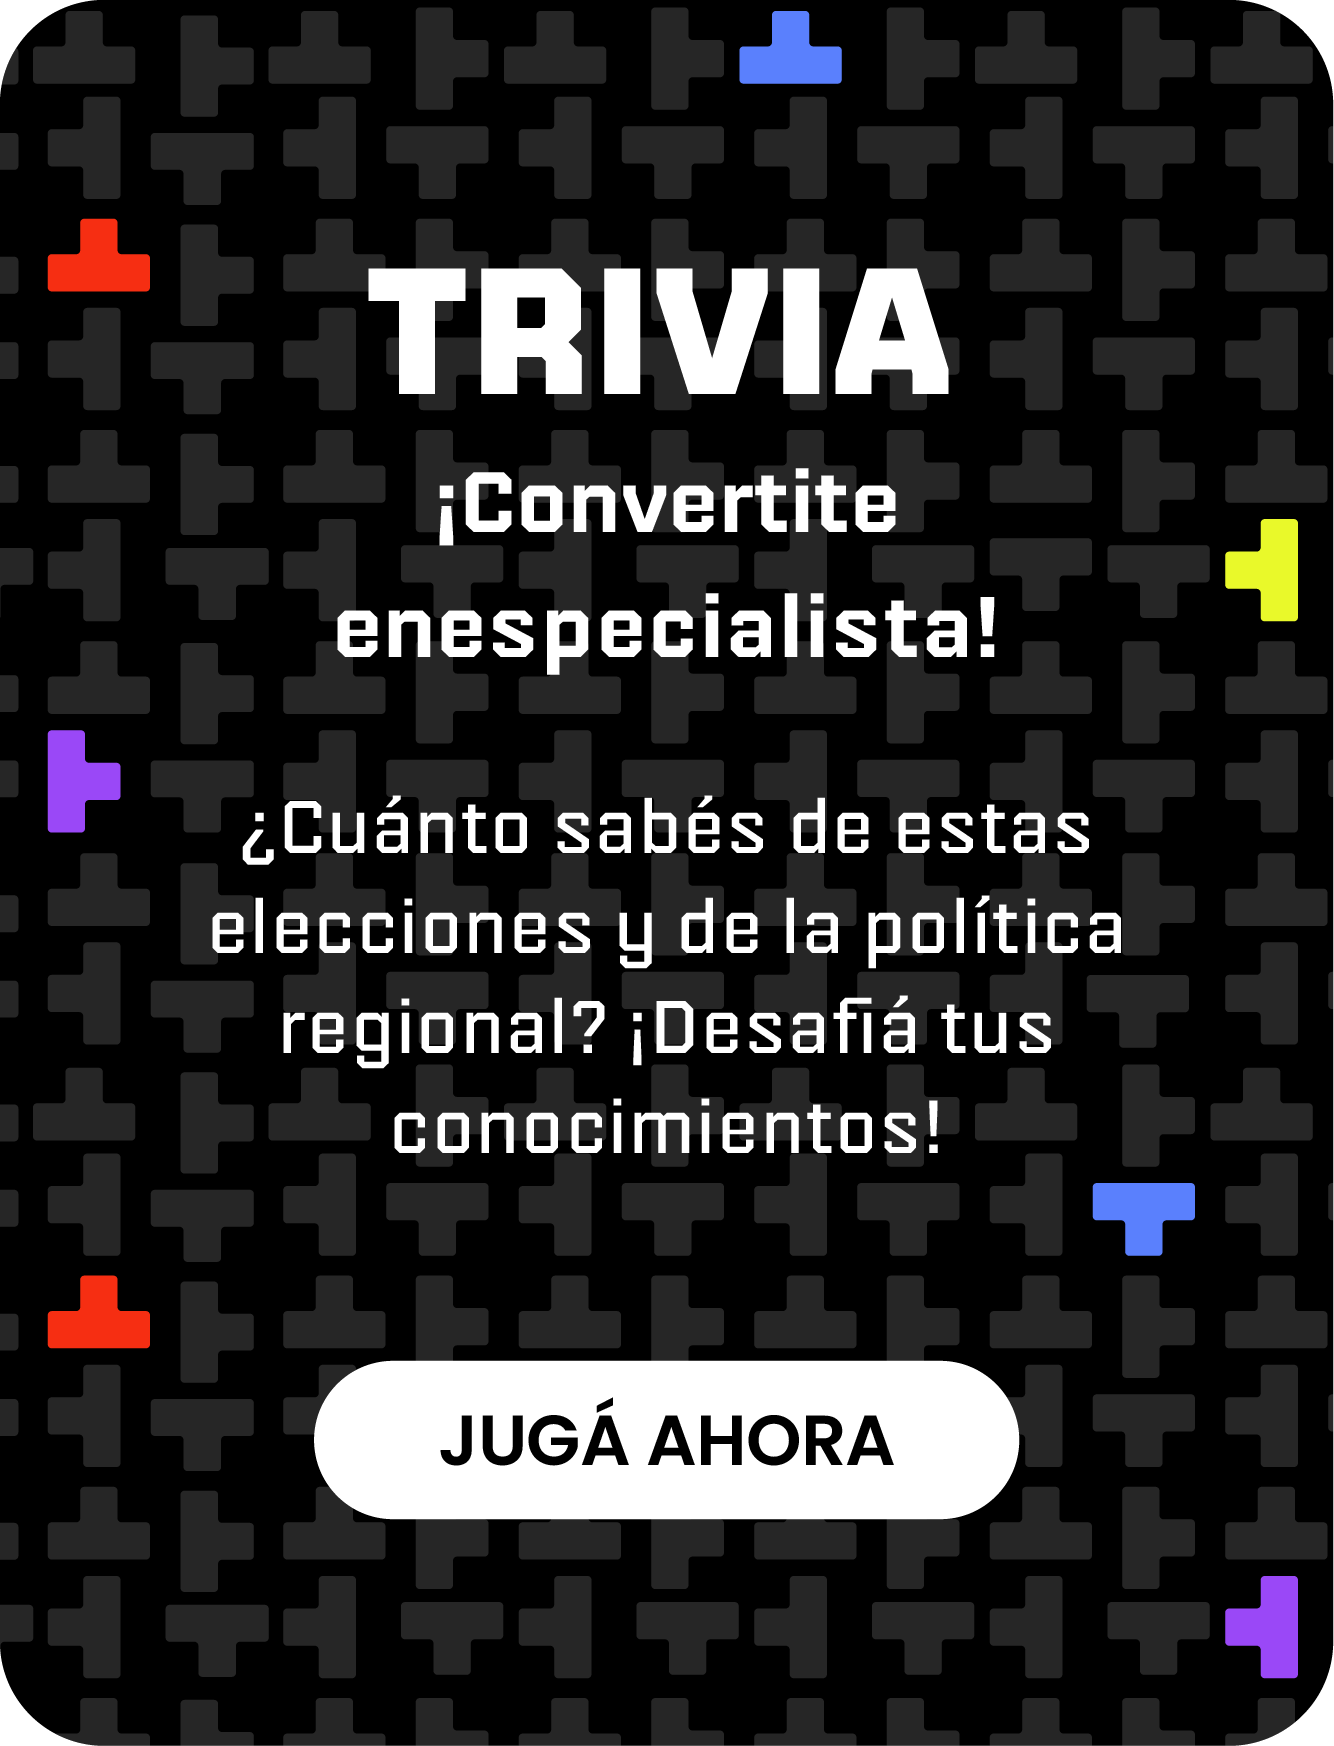 TRIVIA
¡Convertite
enespecialista!
¿Cuánto sabés de estas
elecciones y de la política
regional? ¡Desafiá tus
conocimientos!
JUGÁ AHORA